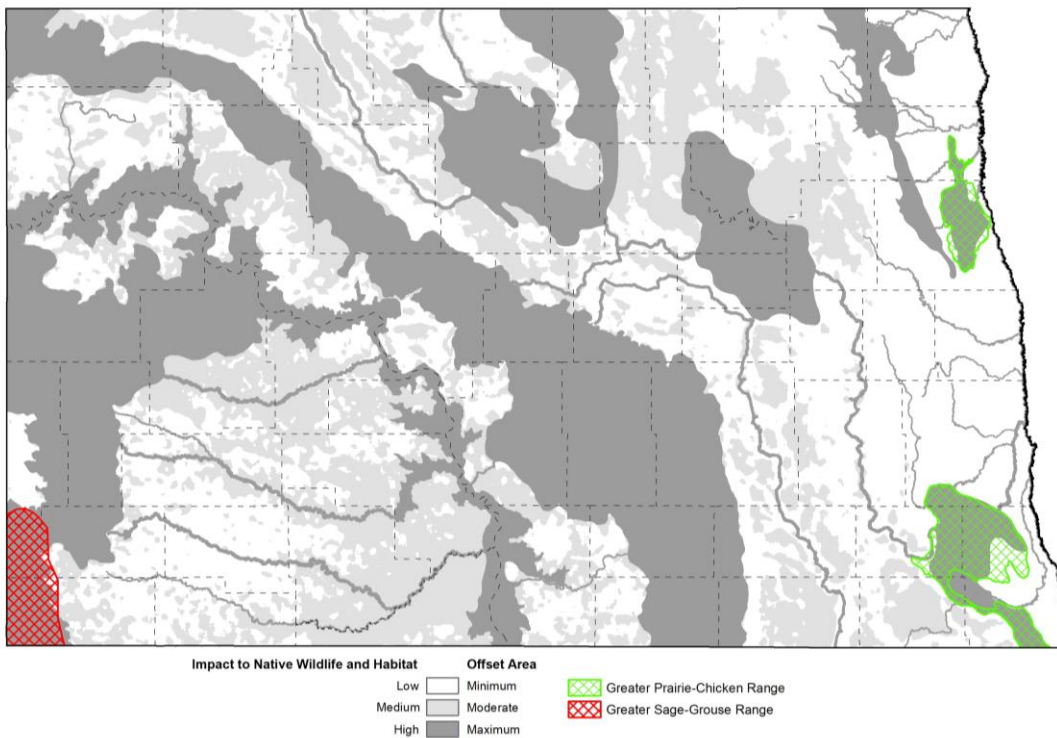 Impact to Native Wildlife and Habitat Offset Area
Low Minimum
Medium Moderate
High Maximum
Greater Prairie-Chicken Range
Greater Sage-Grouse Range